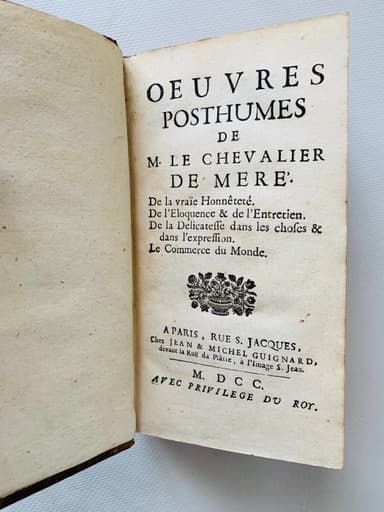 OEUVRES
POSTHUMES
DE
M. LE CHEVALIER
DE MERE'.
De la vraïe Honnêteté.
De l'Eloquence & de l'Entretien.
De la Delicatesse dans les choses &
dans l'expression.
Le Commerce du Monde.
A PARIS, RUE S. JACQUES,
Chez JEAN & MICHEL GUIGNARD,
devant la Ruë du Plâtre, à l'Image S. Jean.
M. DCC.
AVEC PRIVILEGE DU ROY.